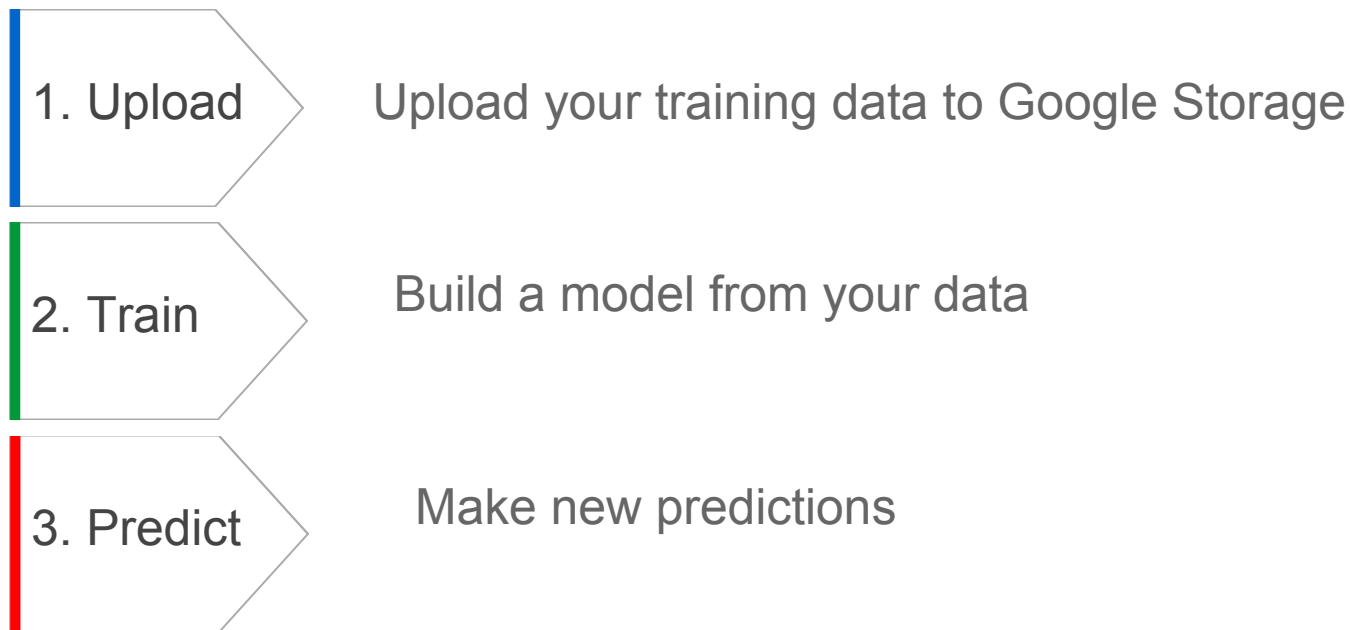 1. Upload
Upload your training data to Google Storage
2. Train
Build a model from your data
3. Predict
Make new predictions